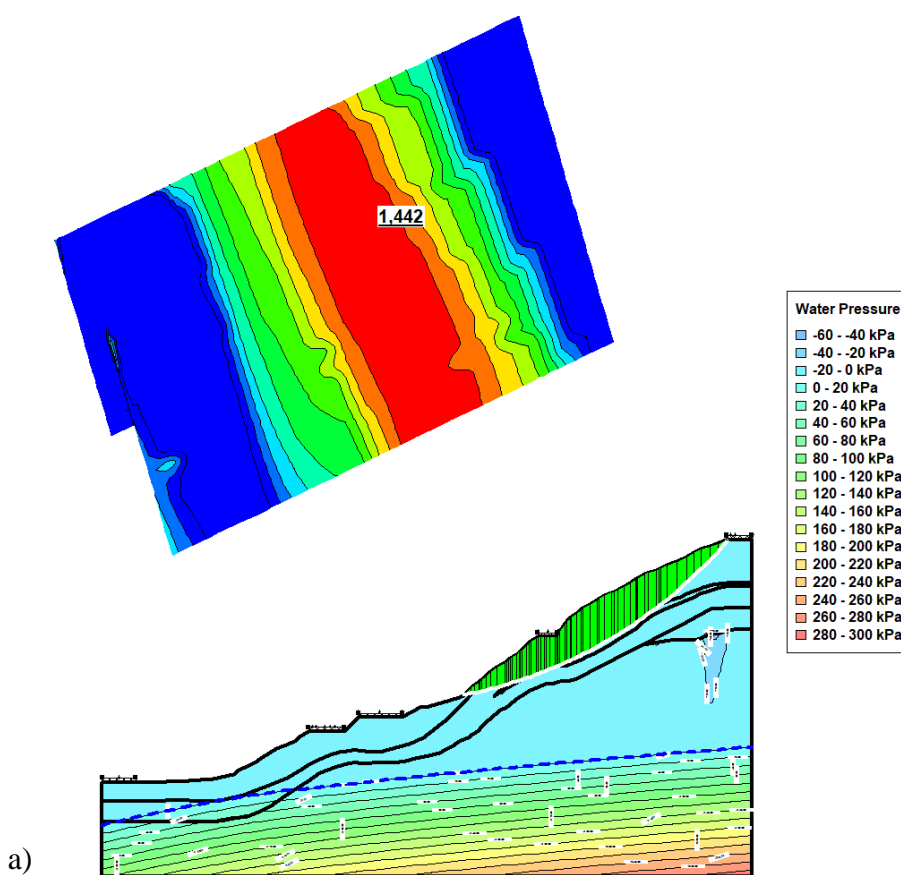 1,442
Water Pressure
-60 - -40 kPa
-40 - -20 kPa
-20 - 0 kPa
0 - 20 kPa
20 - 40 kPa
40 - 60 kPa
60 - 80 kPa
80 - 100 kPa
100 - 120 kPa
120 - 140 kPa
140 - 160 kPa
160 - 180 kPa
180 - 200 kPa
200 - 220 kPa
220 - 240 kPa
240 - 260 kPa
260 - 280 kPa
280 - 300 kPa
a)